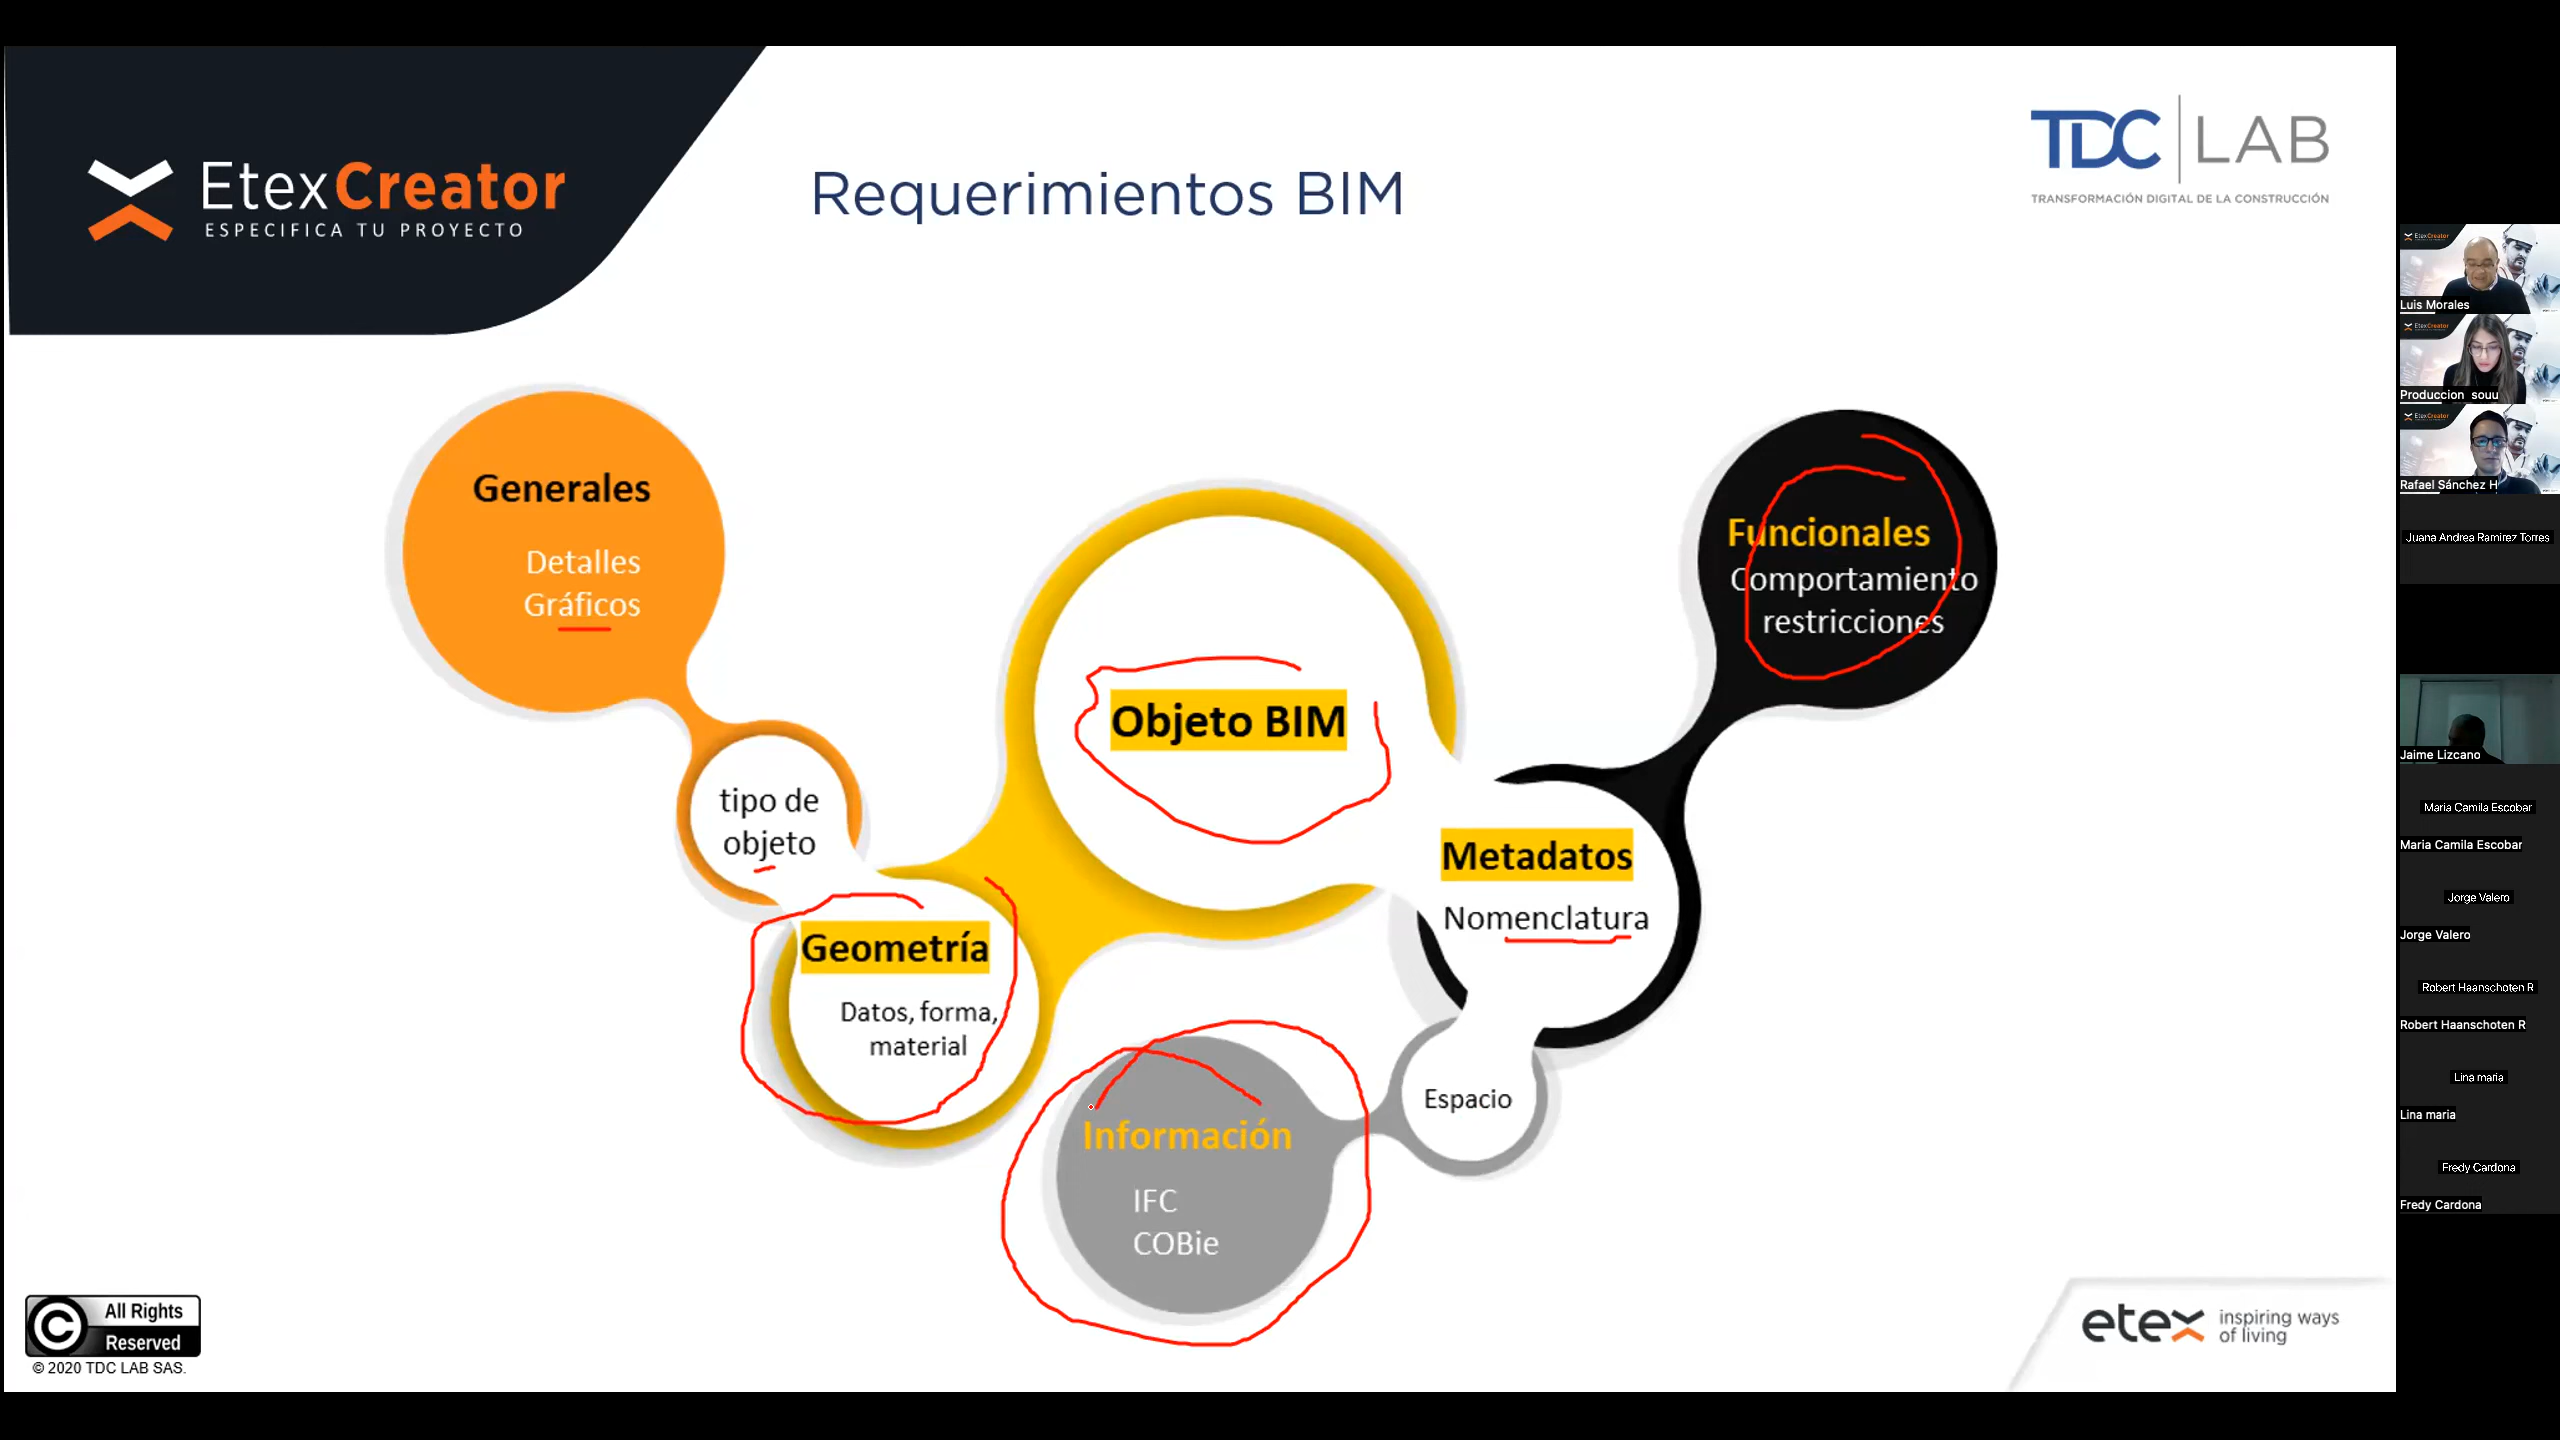 EtexCreator
ESPECIFICA TU PROYECTO
Requerimientos BIM
TDC LAB
TRANSFORMACIÓN DIGITAL DE LA CONSTRUCCIÓN
Generales
Detalles
Gráficos
tipo de
objeto
Geometría
Datos, forma,
material
Objeto BIM
Información
IFC
COBie
Metadatos
Nomenclatura
Espacio
Funcionales
Comportamiento
restricciones
C All Rights
Reserved
© 2020 TDC LAB SAS.
etex inspiring ways
of living
EtexCreator
Luis Morales
EtexCreator
Produccion souu
EtexCreator
Rafael Sánchez H
Juana Andrea Ramirez Torres
Jaime Lizcano
Maria Camila Escobar
Maria Camila Escobar
Jorge Valero
Jorge Valero
Robert Haanschoten R
Robert Haanschoten R
Lina maria
Lina maria
Fredy Cardona
Fredy Cardona